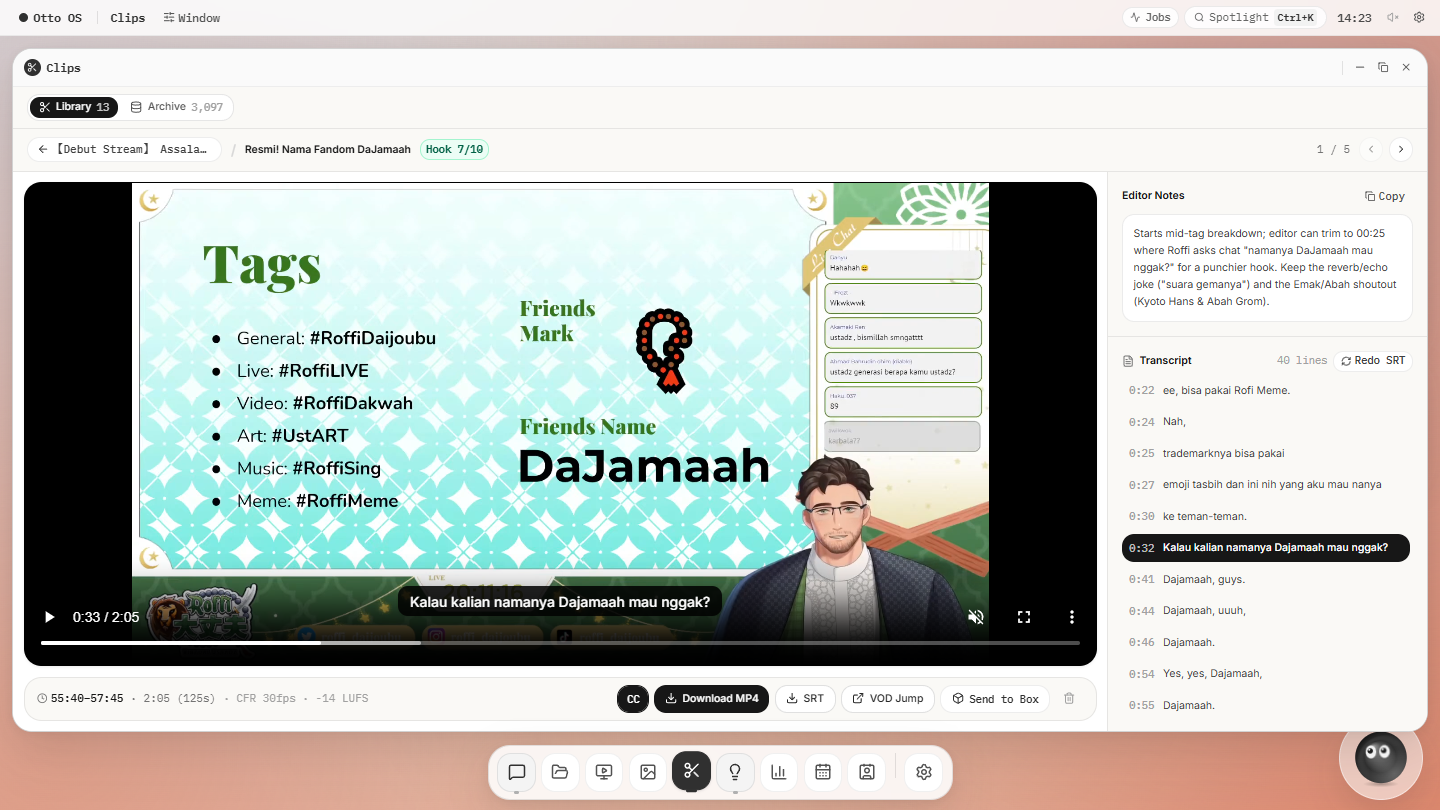 Otto OS
Clips
Window
Jobs
Spotlight Ctrl+K
14:23
Clips
Library 13
Archive 3,097
【Debut Stream】 Assala…
/
Resmi! Nama Fandom DaJamaah
Hook 7/10
1 / 5
Tags
General: #RoffiDaijoubu
Live: #RoffiLIVE
Video: #RoffiDakwah
Art: #UstART
Music: #RoffiSing
Meme: #RoffiMeme
Friends
Mark
Friends Name
DaJamaah
Live Chat
Hahahah😄
Wkwkwwk
Akamaki Ren
ustadz , bismillah smngatttt
ustadz generasi berapa kamu ustadz?
Haku. 037
89
LIVE
Roffi
Kalau kalian namanya Dajamaah mau nggak?
0:33 / 2:05
55:40–57:45 · 2:05 (125s) · CFR 30fps · -14 LUFS
CC
Download MP4
SRT
VOD Jump
Send to Box
Editor Notes
Copy
Starts mid-tag breakdown; editor can trim to 00:25
where Roffi asks chat "namanya DaJamaah mau
nggak?" for a punchier hook. Keep the reverb/echo
joke ("suara gemanya") and the Emak/Abah shoutout
(Kyoto Hans & Abah Grom).
Transcript
40 lines
Redo SRT
0:22 ee, bisa pakai Rofi Meme.
0:24 Nah,
0:25 trademarknya bisa pakai
0:27 emoji tasbih dan ini nih yang aku mau nanya
0:30 ke teman-teman.
0:32 Kalau kalian namanya Dajamaah mau nggak?
0:41 Dajamaah, guys.
0:44 Dajamaah, uuuh,
0:46 Dajamaah.
0:54 Yes, yes, Dajamaah,
0:55 Dajamaah.